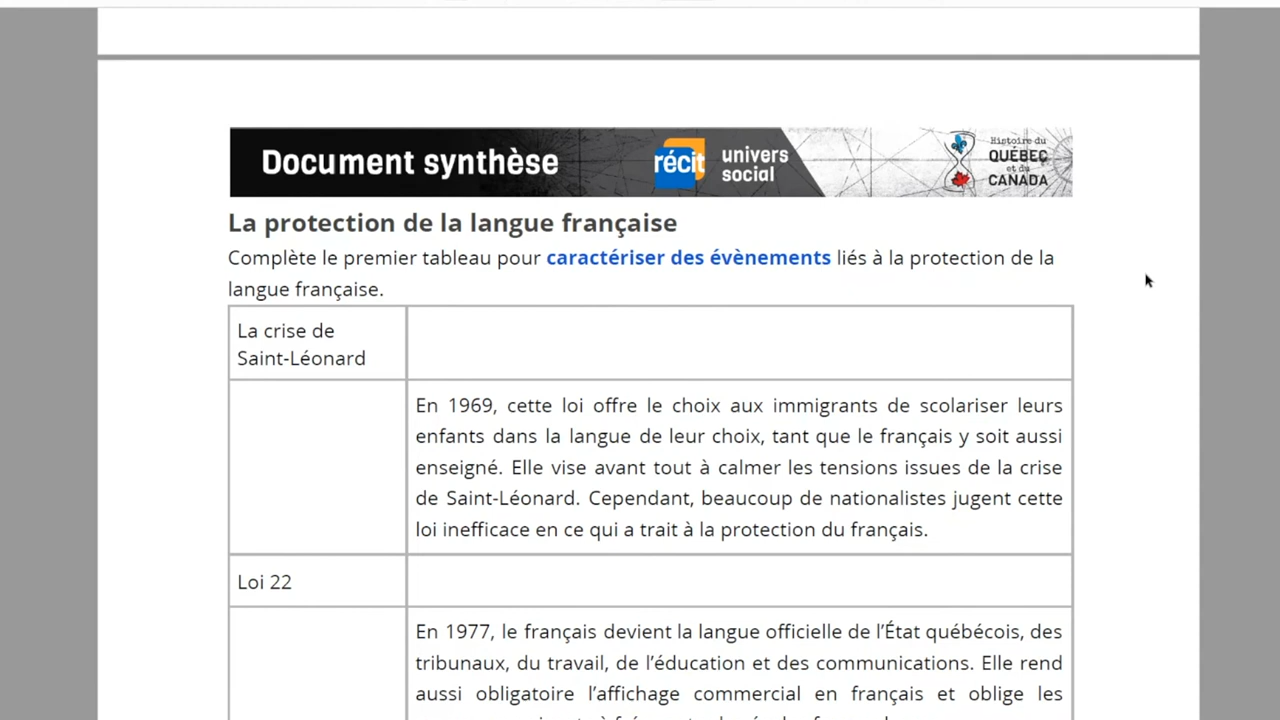 Document synthèse
récit
univers
social
Histoire du
QUÉBEC
et du
CANADA
La protection de la langue française
Complète le premier tableau pour caractériser des évènements liés à la protection de la
langue française.
La crise de
Saint-Léonard
En 1969, cette loi offre le choix aux immigrants de scolariser leurs
enfants dans la langue de leur choix, tant que le français y soit aussi
enseigné. Elle vise avant tout à calmer les tensions issues de la crise
de Saint-Léonard. Cependant, beaucoup de nationalistes jugent cette
loi inefficace en ce qui a trait à la protection du français.
Loi 22
En 1977, le français devient la langue officielle de l’État québécois, des
tribunaux, du travail, de l’éducation et des communications. Elle rend
aussi obligatoire l’affichage commercial en français et oblige les